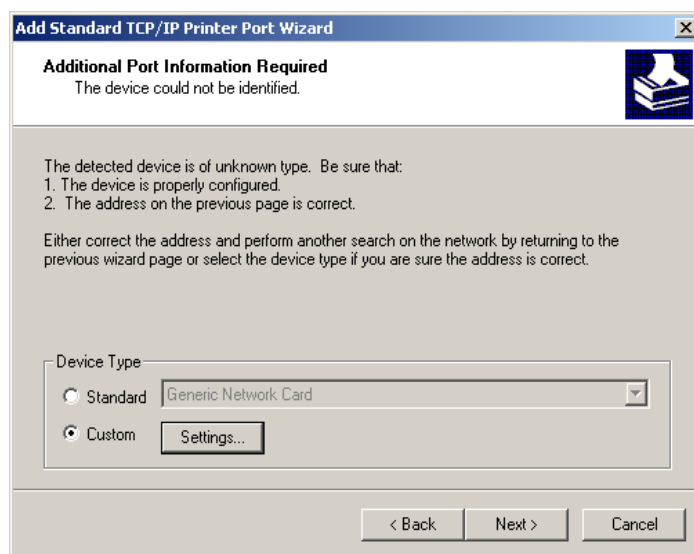 Add Standard TCP/IP Printer Port Wizard
Additional Port Information Required
The device could not be identified.
The detected device is of unknown type.  Be sure that:
1. The device is properly configured.
2.  The address on the previous page is correct.
Either correct the address and perform another search on the network by returning to the
previous wizard page or select the device type if you are sure the address is correct.
Device Type
Standard Generic Network Card
Custom Settings...
< Back Next > Cancel